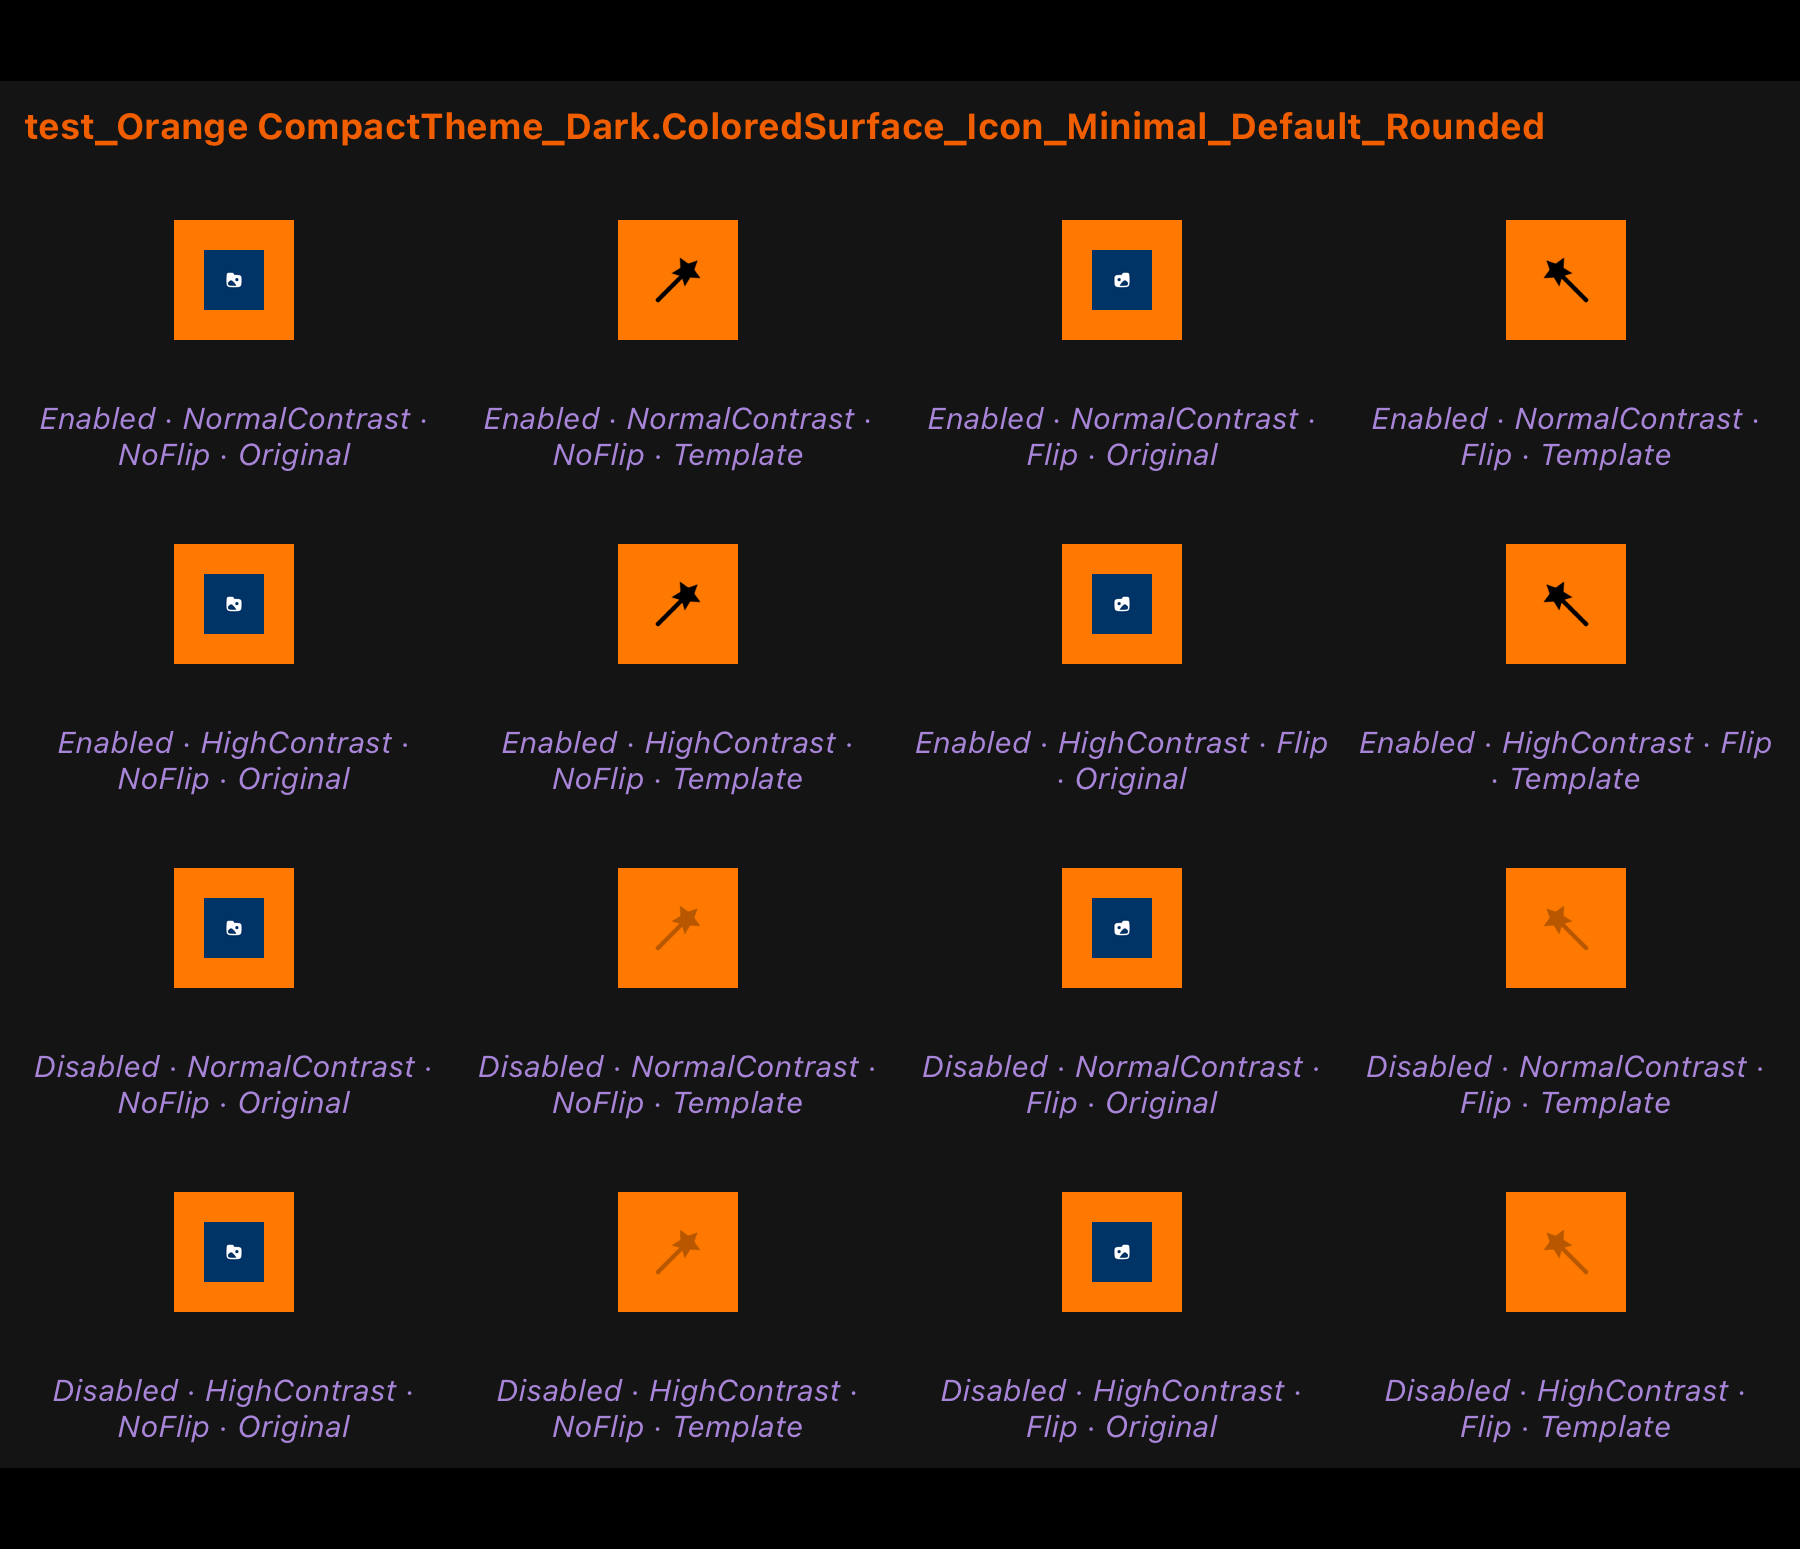 test_Orange CompactTheme_Dark.ColoredSurface_Icon_Minimal_Default_Rounded
Enabled · NormalContrast ·
NoFlip · Original
Enabled · NormalContrast ·
NoFlip · Template
Enabled · NormalContrast ·
Flip · Original
Enabled · NormalContrast ·
Flip · Template
Enabled · HighContrast ·
NoFlip · Original
Enabled · HighContrast ·
NoFlip · Template
Enabled · HighContrast · Flip
· Original
Enabled · HighContrast · Flip
· Template
Disabled · NormalContrast ·
NoFlip · Original
Disabled · NormalContrast ·
NoFlip · Template
Disabled · NormalContrast ·
Flip · Original
Disabled · NormalContrast ·
Flip · Template
Disabled · HighContrast ·
NoFlip · Original
Disabled · HighContrast ·
NoFlip · Template
Disabled · HighContrast ·
Flip · Original
Disabled · HighContrast ·
Flip · Template